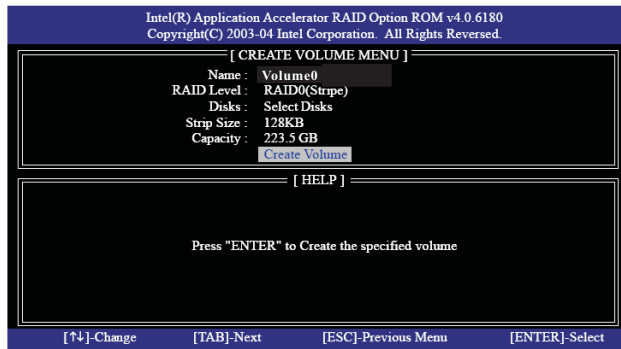 Intel(R) Application Accelerator RAID Option ROM v4.0.6180
Copyright(C) 2003-04 Intel Corporation. All Rights Reversed.
[ CREATE VOLUME MENU ]
Name : Volume0
RAID Level : RAID0(Stripe)
Disks : Select Disks
Strip Size : 128KB
Capacity : 223.5 GB
Create Volume
[ HELP ]
Press "ENTER" to Create the specified volume
[↑↓]-Change [TAB]-Next [ESC]-Previous Menu [ENTER]-Select